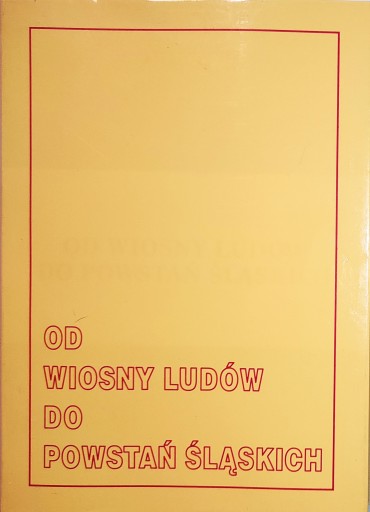 OD
WIOSNY LUDÓW
DO
POWSTAŃ ŚLĄSKICH